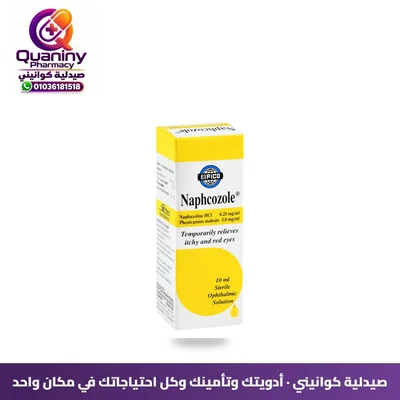 Quaniny
Pharmacy
صيدلية كوانيني
01036181518
Naphcozole®
EIPICO
Naphcozole®
Naphazoline HCl 0.25 mg/ml
Pheniramine maleate 3.0 mg/ml
Temporarily relieves
itchy and red eyes
10 ml
Sterile
Ophthalmic
Solution
صيدلية كوانيني - أدويتك وتأمينك وكل احتياجاتك في مكان واحد